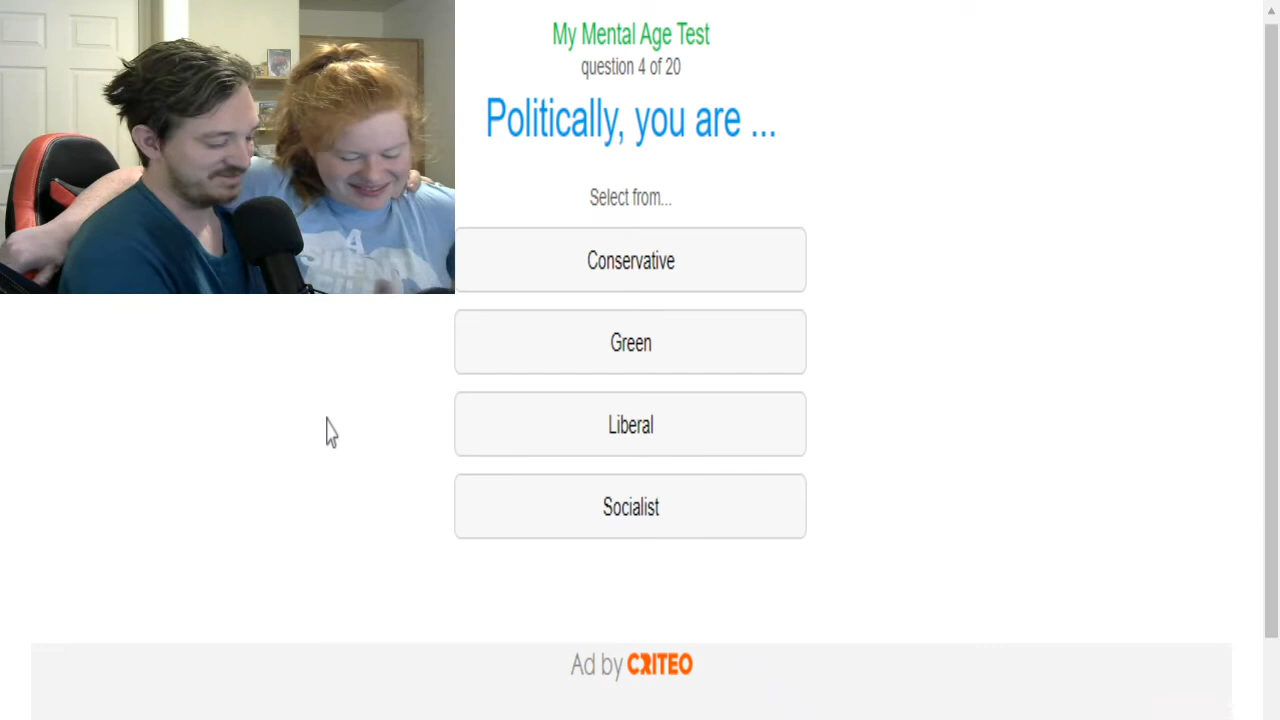 My Mental Age Test
question 4 of 20
Politically, you are ...
Select from...
Conservative
Green
Liberal
Socialist
Ad by CRITEO
A
SILENT